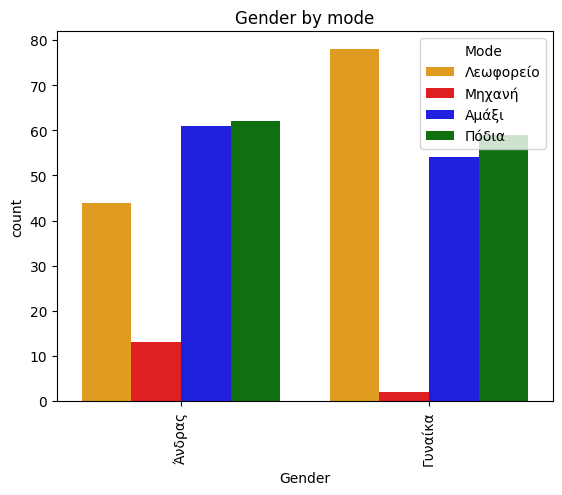 Gender by mode
Mode
Λεωφορείο
Μηχανή
Αμάξι
Πόδια
count
80
70
60
50
40
30
20
10
0
Άνδρας
Γυναίκα
Gender